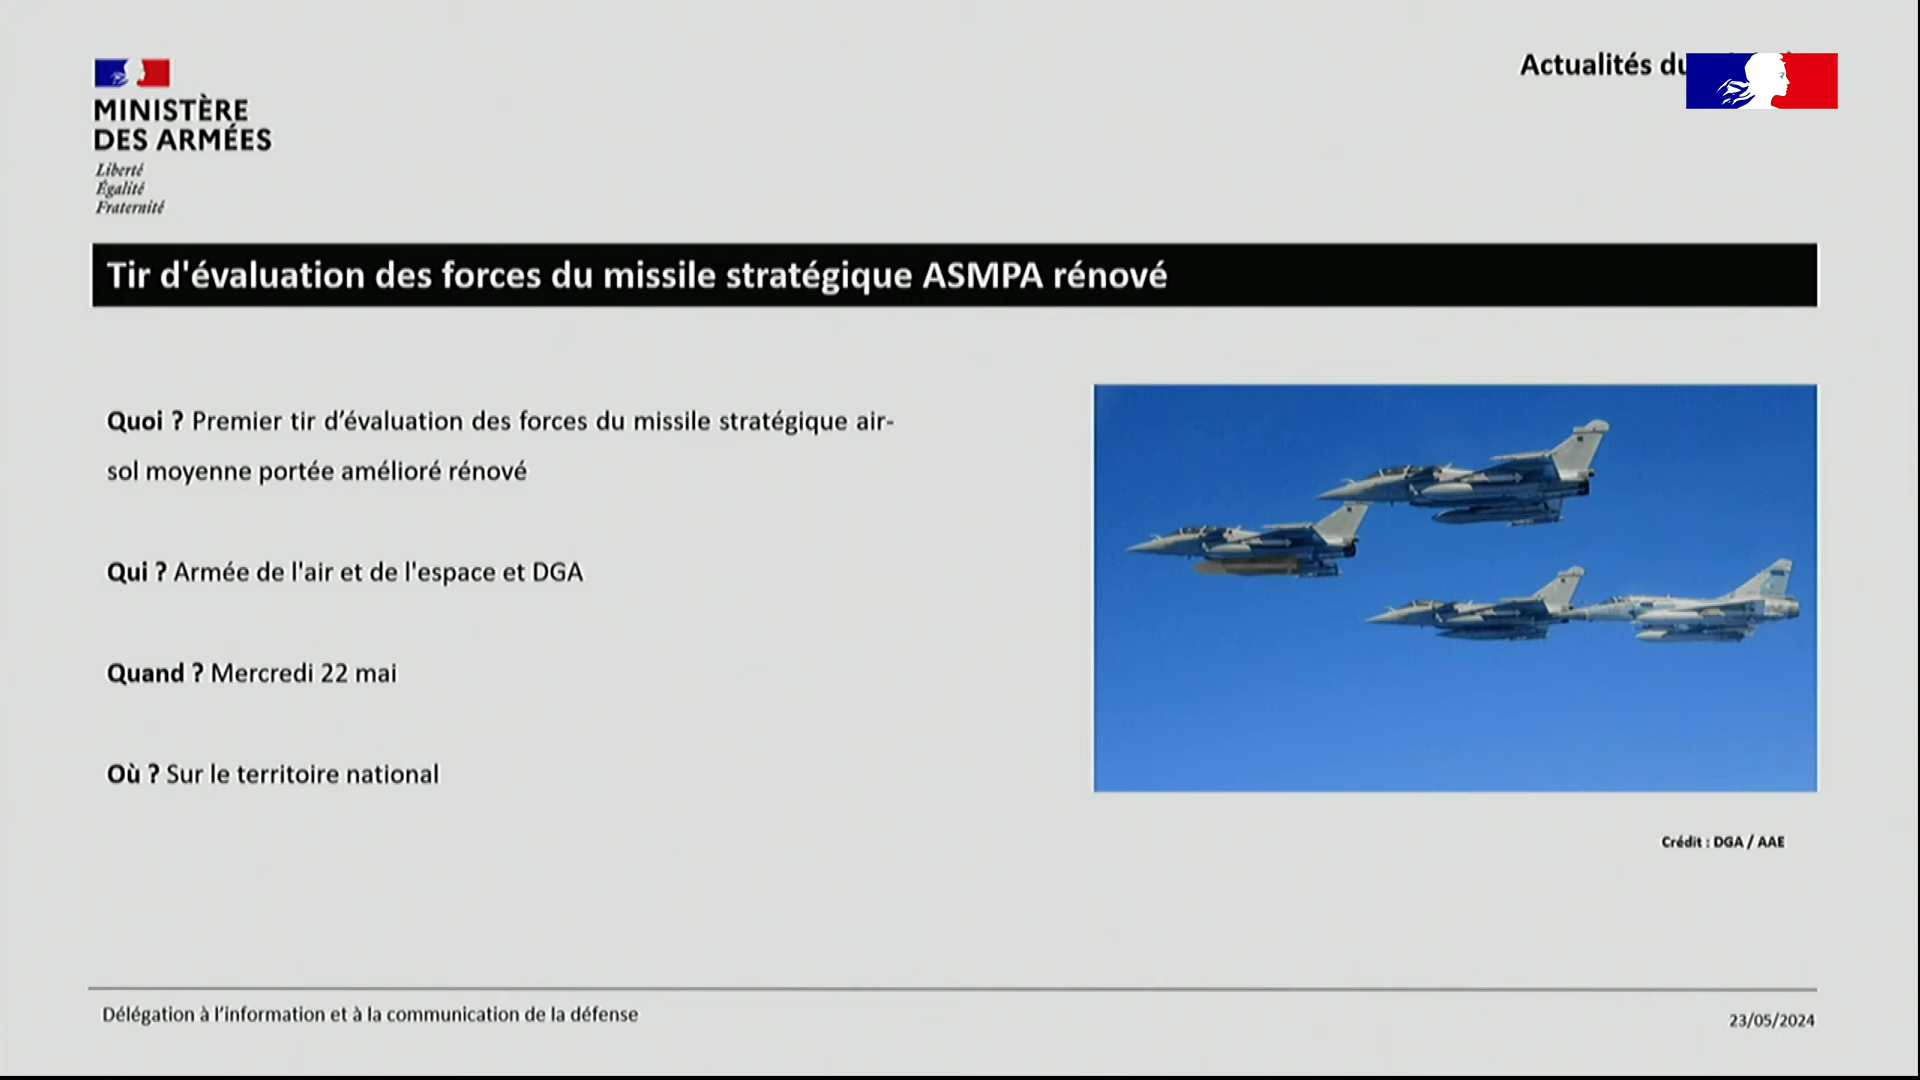 MINISTÈRE
DES ARMÉES
Liberté
Égalité
Fraternité
Actualités du
Tir d'évaluation des forces du missile stratégique ASMPA rénové
Quoi ? Premier tir d’évaluation des forces du missile stratégique air-
sol moyenne portée amélioré rénové
Qui ? Armée de l'air et de l'espace et DGA
Quand ? Mercredi 22 mai
Où ? Sur le territoire national
Crédit : DGA / AAE
Délégation à l’information et à la communication de la défense
23/05/2024